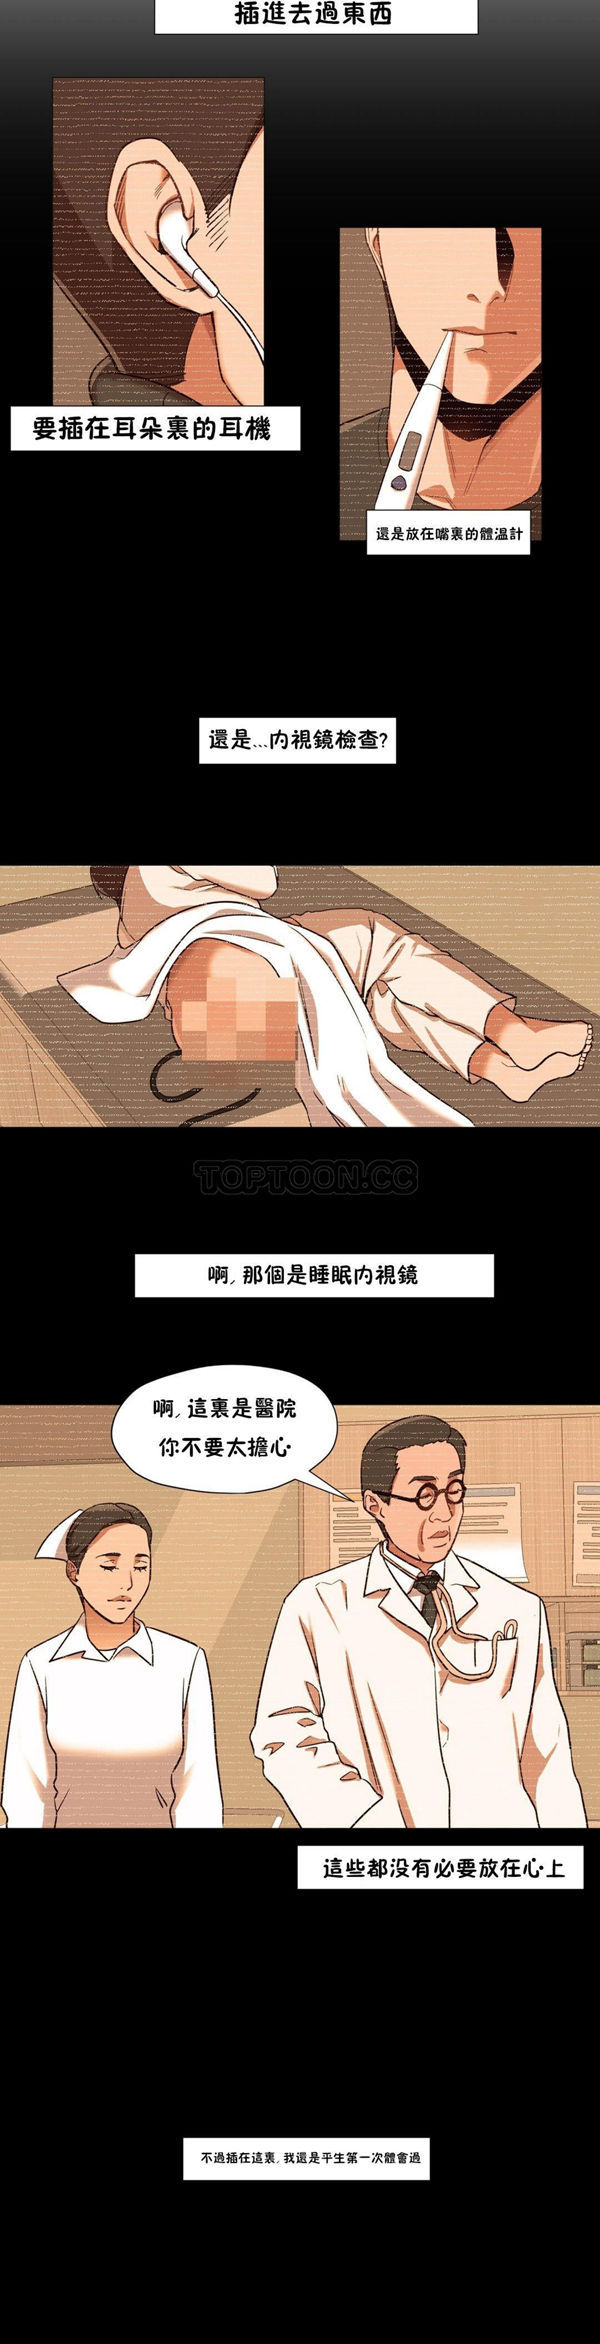 插進去過東西
要插在耳朵裏的耳機
還是放在嘴裏的體温計
還是...内視鏡檢查?
TOPTOON.CC
啊, 那個是睡眠内視鏡
啊, 這裏是醫院
你不要太擔心
這些都没有必要放在心上
不過插在這裏, 我還是平生第一次體會過